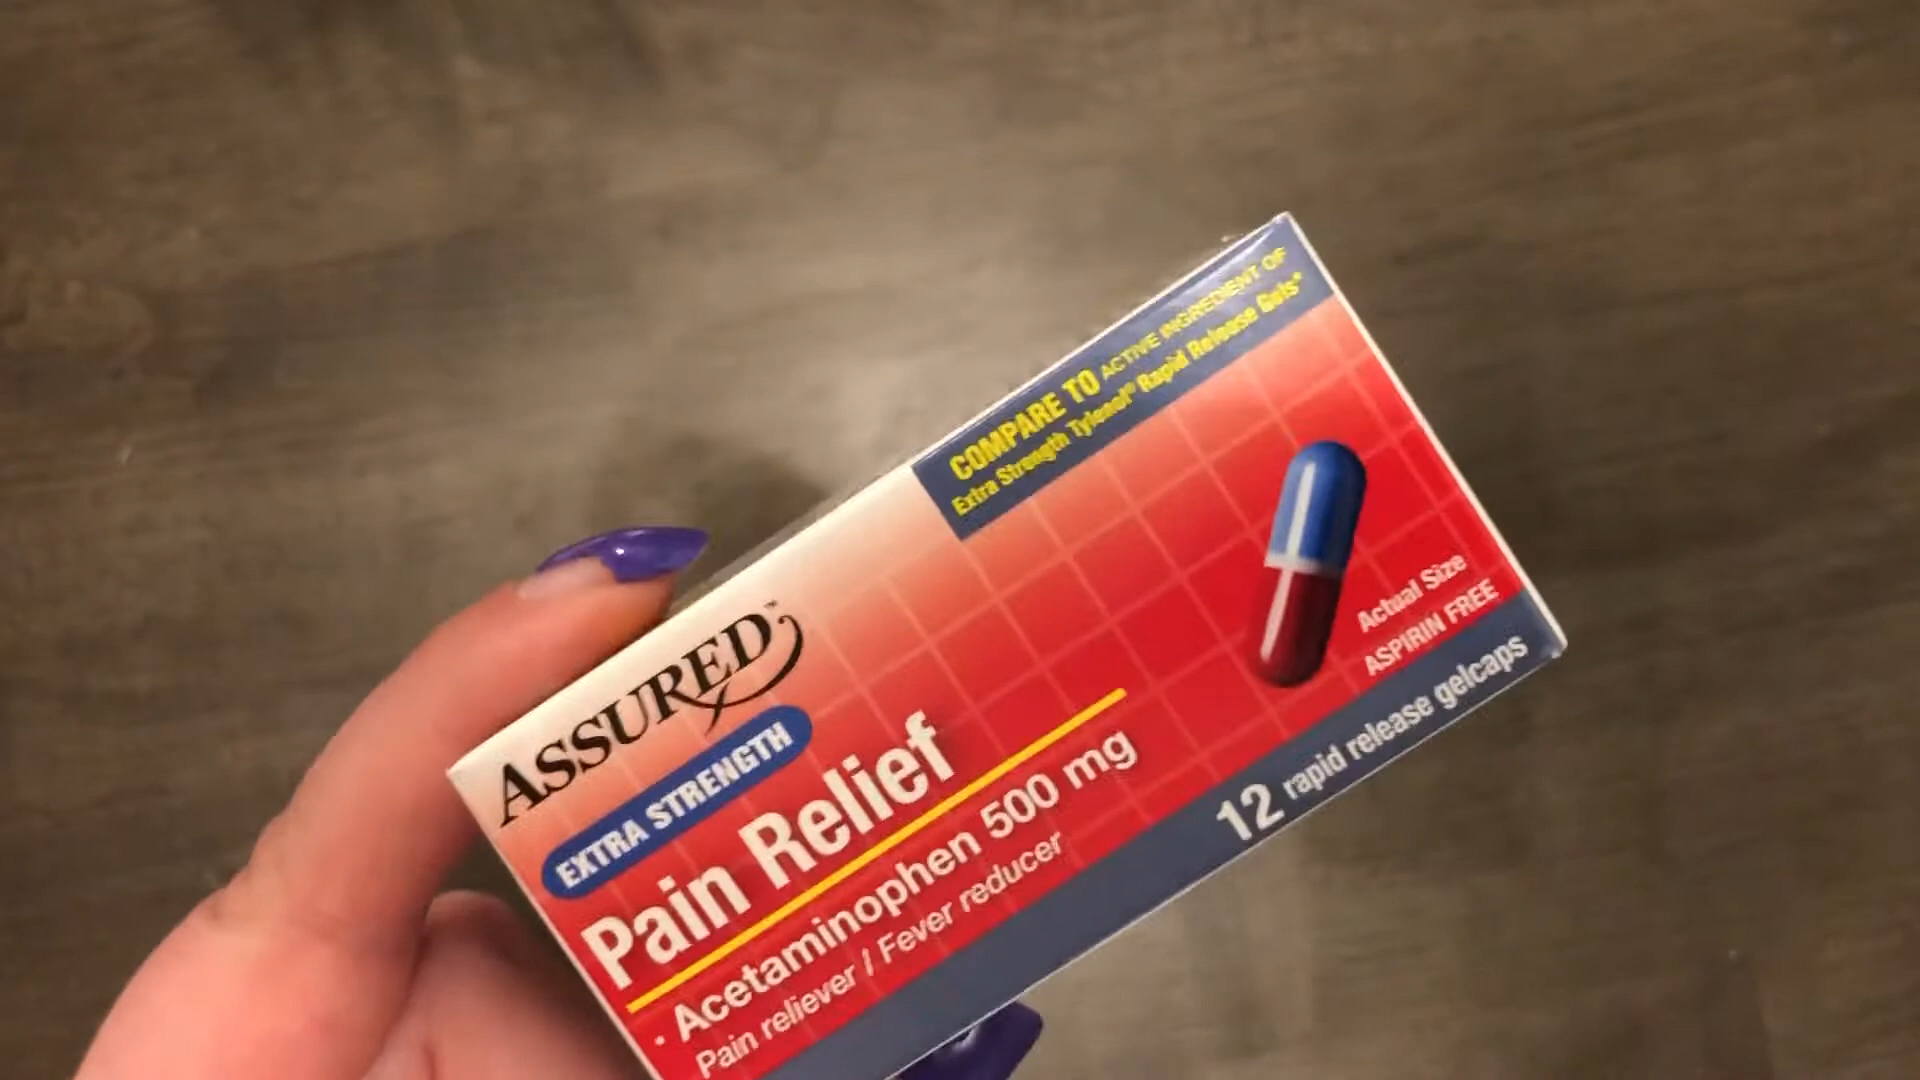 COMPARE TO ACTIVE INGREDIENT OF
Extra Strength Tylenol® Rapid Release Gels*
ASSURED™
EXTRA STRENGTH
Pain Relief
• Acetaminophen 500 mg
Pain reliever / Fever reducer
Actual Size
ASPIRIN FREE
12 rapid release gelcaps